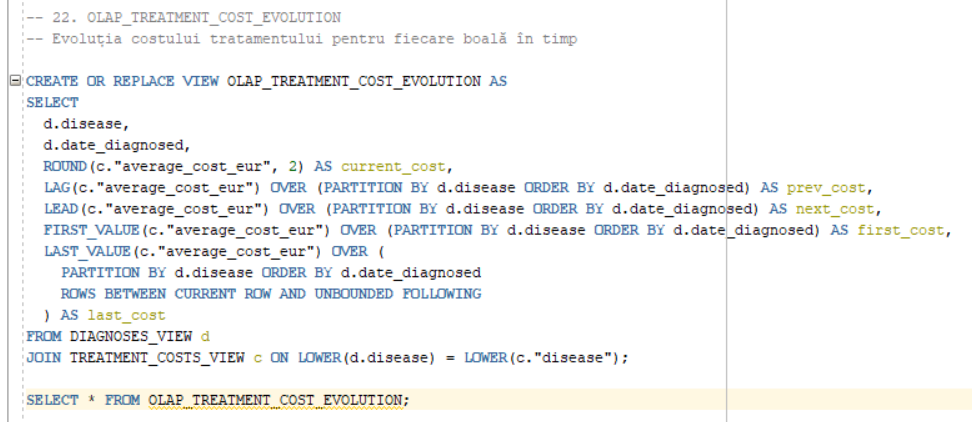 -- 22. OLAP_TREATMENT_COST_EVOLUTION
-- Evoluția costului tratamentului pentru fiecare boală în timp
CREATE OR REPLACE VIEW OLAP_TREATMENT_COST_EVOLUTION AS
SELECT
d.disease,
d.date_diagnosed,
ROUND(c."average_cost_eur", 2) AS current_cost,
LAG(c."average_cost_eur") OVER (PARTITION BY d.disease ORDER BY d.date_diagnosed) AS prev_cost,
LEAD(c."average_cost_eur") OVER (PARTITION BY d.disease ORDER BY d.date_diagnosed) AS next_cost,
FIRST_VALUE(c."average_cost_eur") OVER (PARTITION BY d.disease ORDER BY d.date_diagnosed) AS first_cost,
LAST_VALUE(c."average_cost_eur") OVER (
PARTITION BY d.disease ORDER BY d.date_diagnosed
ROWS BETWEEN CURRENT ROW AND UNBOUNDED FOLLOWING
) AS last_cost
FROM DIAGNOSES_VIEW d
JOIN TREATMENT_COSTS_VIEW c ON LOWER(d.disease) = LOWER(c."disease");
SELECT * FROM OLAP_TREATMENT_COST_EVOLUTION;